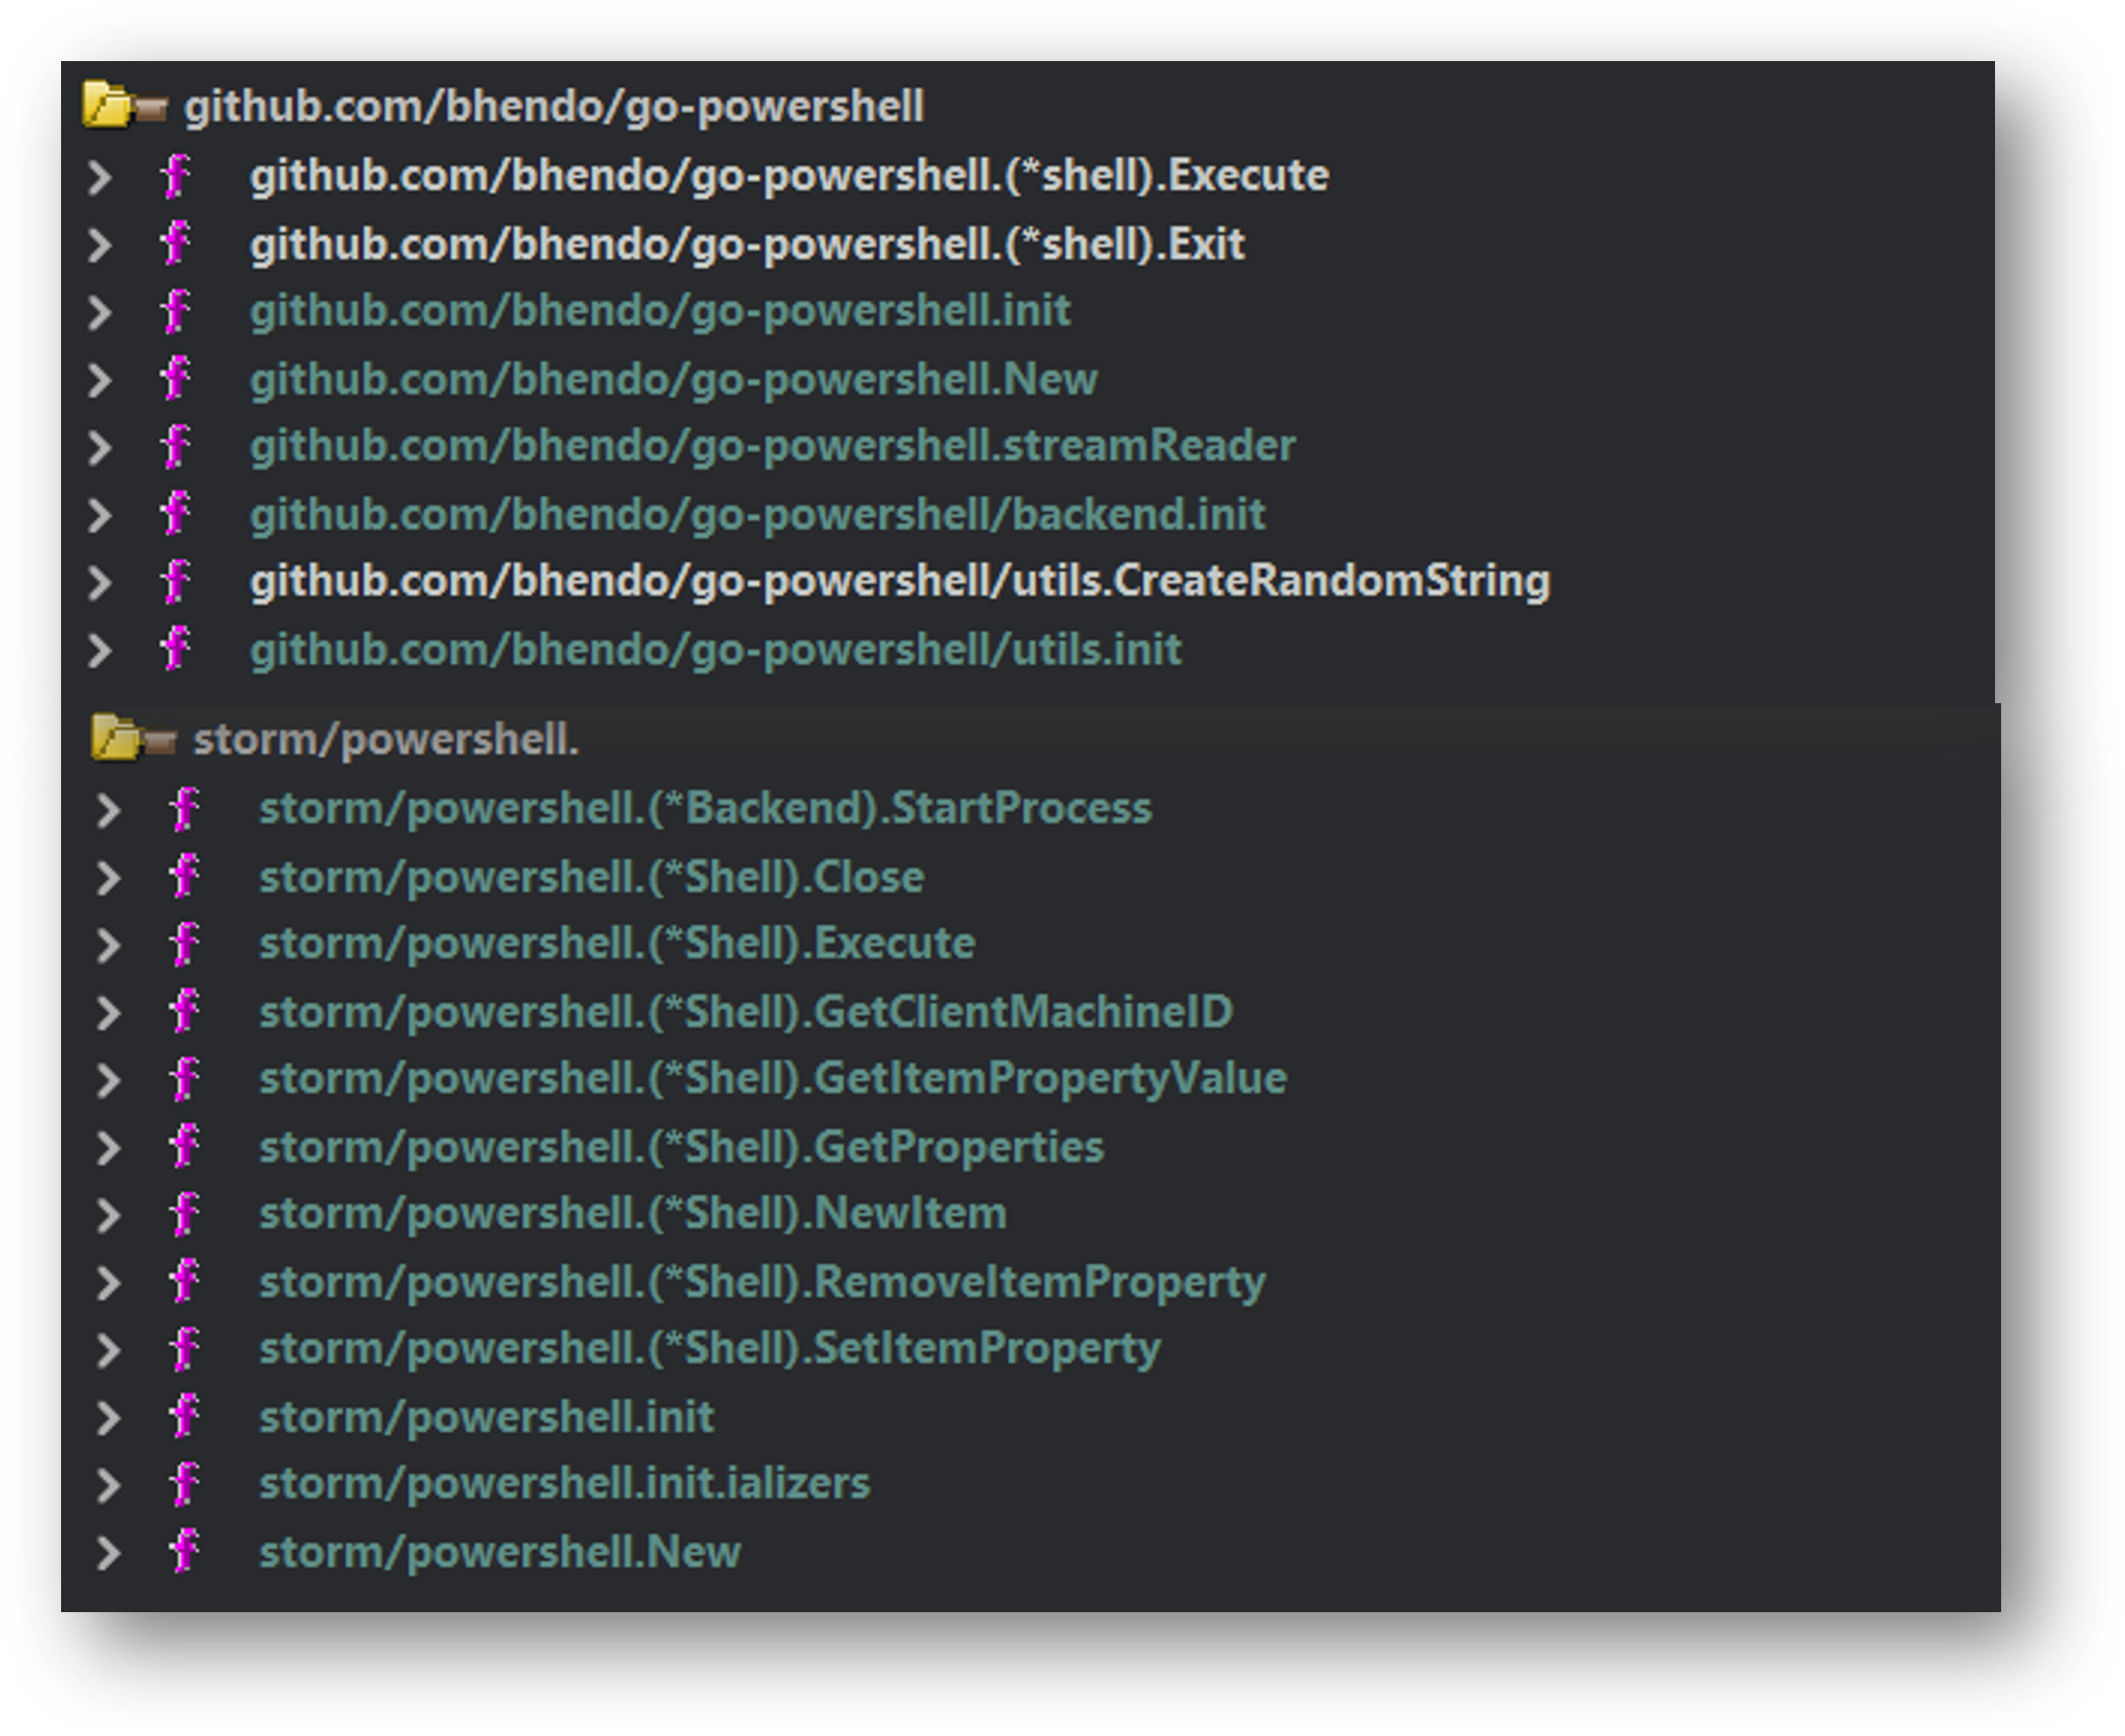 github.com/bhendo/go-powershell
github.com/bhendo/go-powershell.(*shell).Execute
github.com/bhendo/go-powershell.(*shell).Exit
github.com/bhendo/go-powershell.init
github.com/bhendo/go-powershell.New
github.com/bhendo/go-powershell.streamReader
github.com/bhendo/go-powershell/backend.init
github.com/bhendo/go-powershell/utils.CreateRandomString
github.com/bhendo/go-powershell/utils.init
storm/powershell.
storm/powershell.(*Backend).StartProcess
storm/powershell.(*Shell).Close
storm/powershell.(*Shell).Execute
storm/powershell.(*Shell).GetClientMachineID
storm/powershell.(*Shell).GetItemPropertyValue
storm/powershell.(*Shell).GetProperties
storm/powershell.(*Shell).NewItem
storm/powershell.(*Shell).RemoveItemProperty
storm/powershell.(*Shell).SetItemProperty
storm/powershell.init
storm/powershell.init.ializers
storm/powershell.New